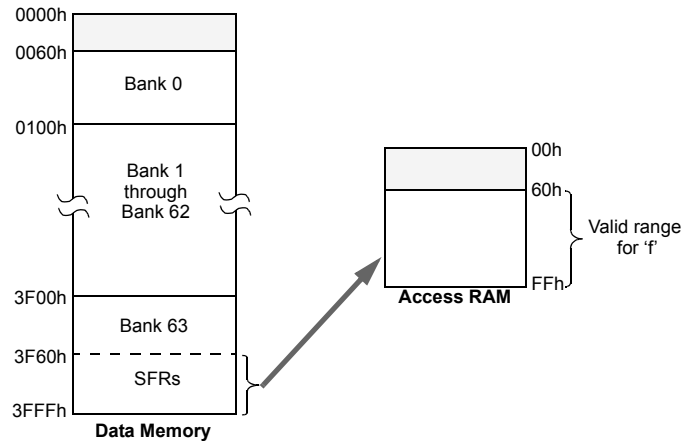 0000h
0060h
Bank 0
0100h
Bank 1
through
Bank 62
3F00h
Bank 63
3F60h
SFRs
3FFFh
Data Memory
00h
60h
Valid range
for ‘f’
FFh
Access RAM